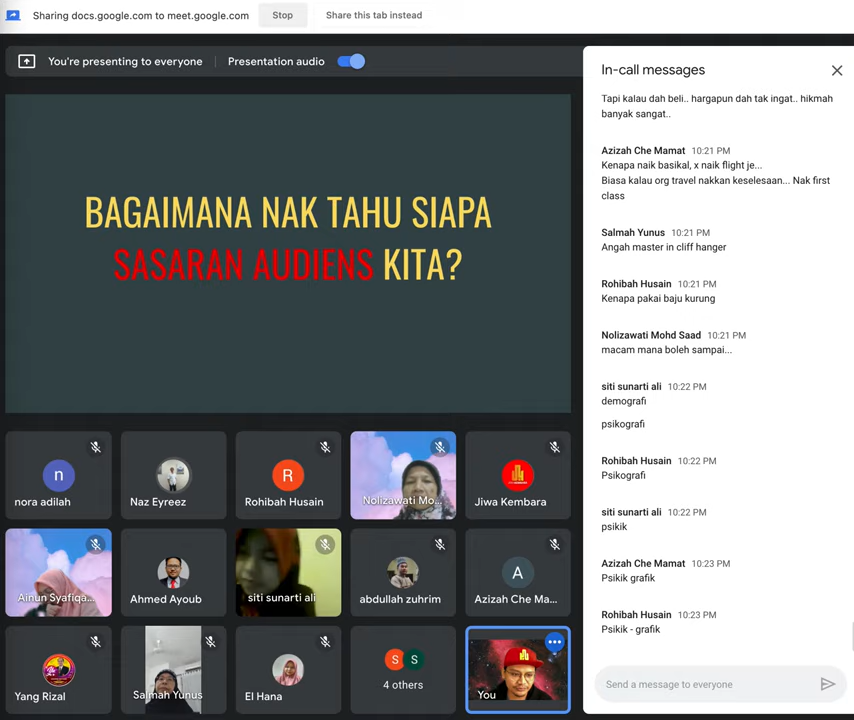 Sharing docs.google.com to meet.google.com
Stop
Share this tab instead
You're presenting to everyone
Presentation audio
BAGAIMANA NAK TAHU SIAPA
SASARAN AUDIENS KITA?
n
nora adilah
Naz Eyreez
R
Rohibah Husain
Nolizawati Mo...
Jiwa Kembara
Ainun Syafiqa...
Ahmed Ayoub
siti sunarti ali
abdullah zuhrim
A
Azizah Che Ma...
Yang Rizal
Salmah Yunus
El Hana
S S
4 others
You
In-call messages
Tapi kalau dah beli.. hargapun dah tak ingat.. hikmah
banyak sangat..
Azizah Che Mamat 10:21 PM
Kenapa naik basikal, x naik flight je...
Biasa kalau org travel nakkan keselesaan... Nak first
class
Salmah Yunus 10:21 PM
Angah master in cliff hanger
Rohibah Husain 10:21 PM
Kenapa pakai baju kurung
Nolizawati Mohd Saad 10:21 PM
macam mana boleh sampai...
siti sunarti ali 10:22 PM
demografi
psikografi
Rohibah Husain 10:22 PM
Psikografi
siti sunarti ali 10:22 PM
psikik
Azizah Che Mamat 10:23 PM
Psikik grafik
Rohibah Husain 10:23 PM
Psikik - grafik
Send a message to everyone